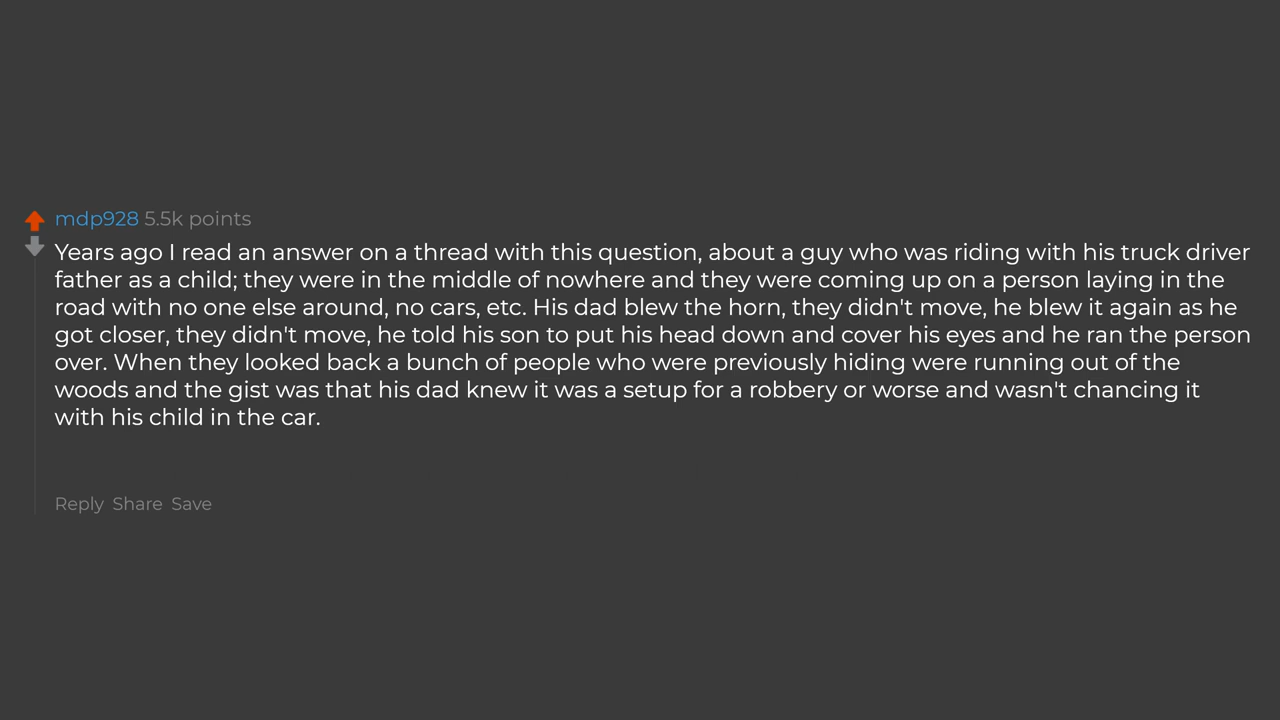 mdp928 5.5k points
Years ago I read an answer on a thread with this question, about a guy who was riding with his truck driver
father as a child; they were in the middle of nowhere and they were coming up on a person laying in the
road with no one else around, no cars, etc. His dad blew the horn, they didn't move, he blew it again as he
got closer, they didn't move, he told his son to put his head down and cover his eyes and he ran the person
over. When they looked back a bunch of people who were previously hiding were running out of the
woods and the gist was that his dad knew it was a setup for a robbery or worse and wasn't chancing it
with his child in the car.
Reply Share Save